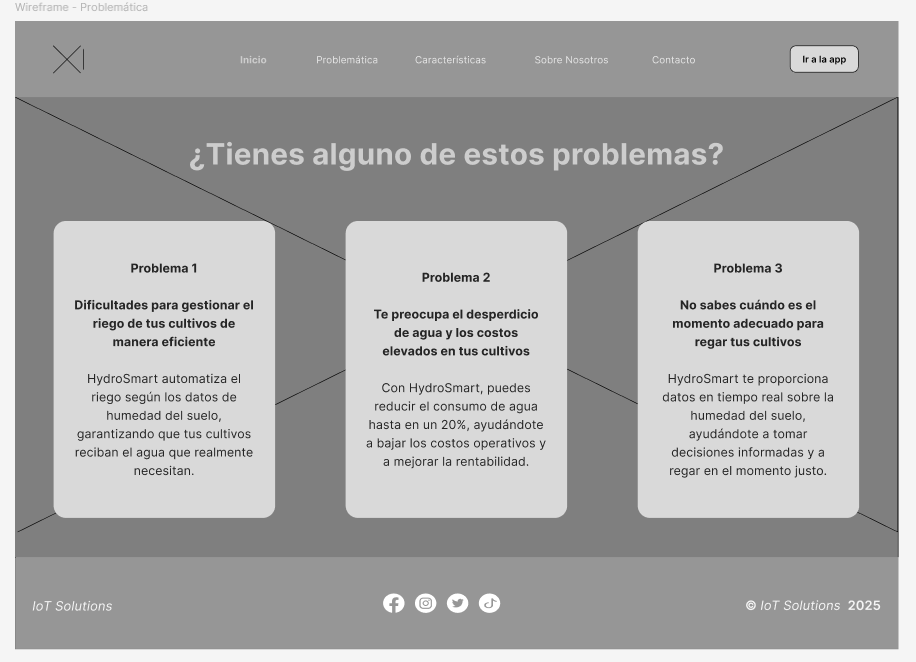 Wireframe - Problemática
Inicio
Problemática
Características
Sobre Nosotros
Contacto
Ir a la app
¿Tienes alguno de estos problemas?
Problema 1
Dificultades para gestionar el
riego de tus cultivos de
manera eficiente
HydroSmart automatiza el
riego según los datos de
humedad del suelo,
garantizando que tus cultivos
reciban el agua que realmente
necesitan.
Problema 2
Te preocupa el desperdicio
de agua y los costos
elevados en tus cultivos
Con HydroSmart, puedes
reducir el consumo de agua
hasta en un 20%, ayudándote
a bajar los costos operativos y
a mejorar la rentabilidad.
Problema 3
No sabes cuándo es el
momento adecuado para
regar tus cultivos
HydroSmart te proporciona
datos en tiempo real sobre la
humedad del suelo,
ayudándote a tomar
decisiones informadas y a
regar en el momento justo.
IoT Solutions
© IoT Solutions 2025